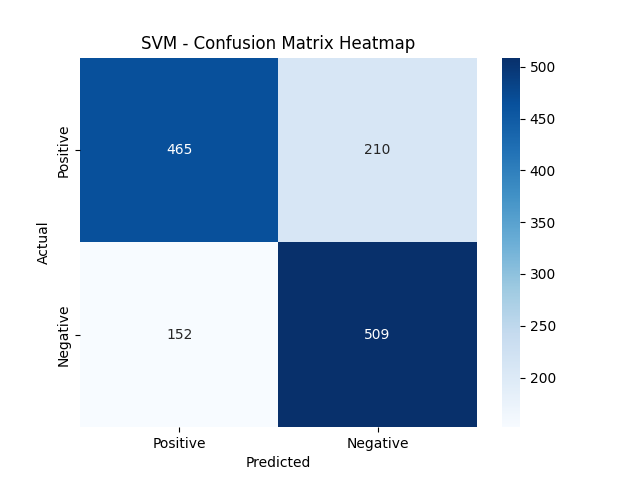 SVM - Confusion Matrix Heatmap
Actual
Positive
465
210
Negative
152
509
Positive
Negative
Predicted
500
450
400
350
300
250
200